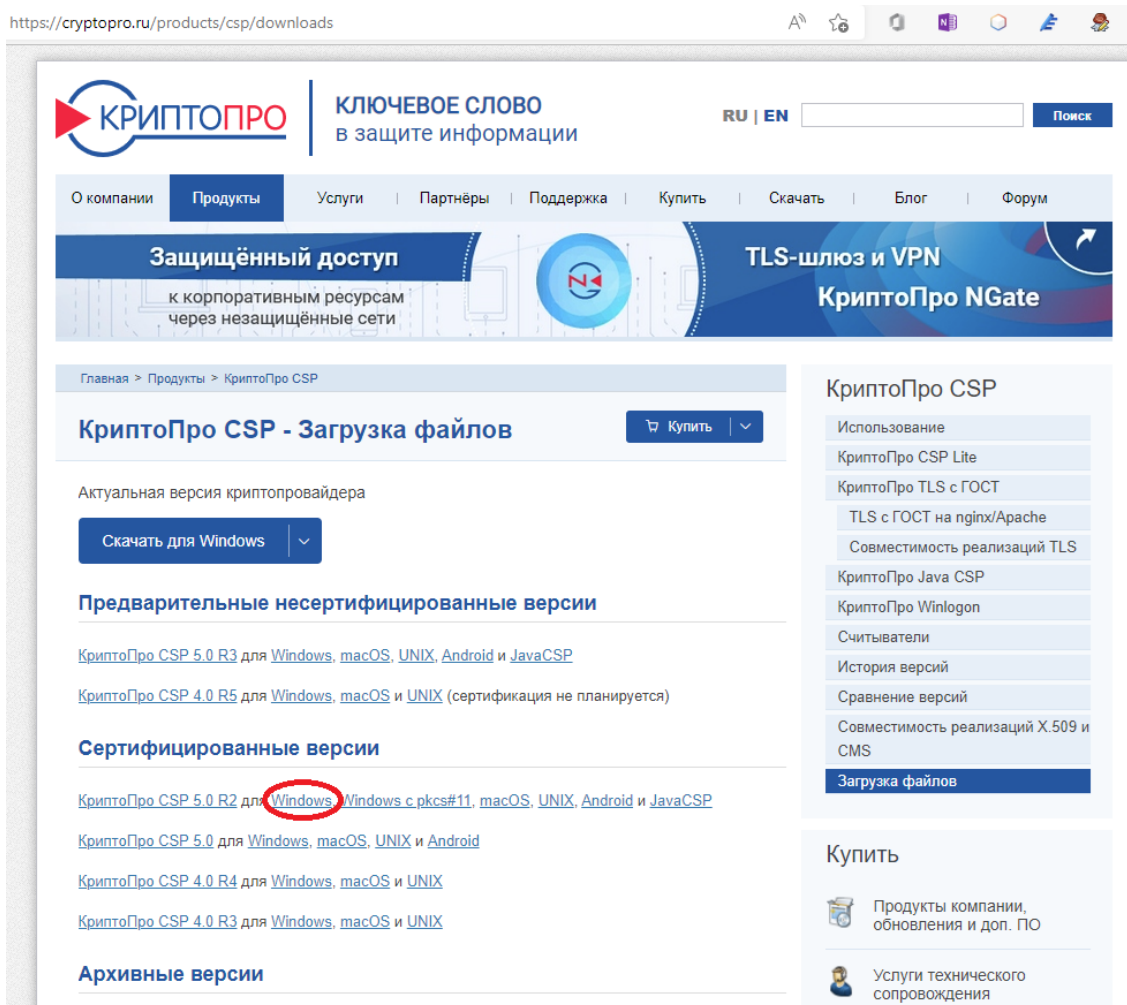 https://cryptopro.ru/products/csp/downloads
КРИПТОПРО
КЛЮЧЕВОЕ СЛОВО
в защите информации
RU | EN
Поиск
О компании Продукты Услуги | Партнёры | Поддержка | Купить | Скачать | Блог | Форум
Защищённый доступ
к корпоративным ресурсам
через незащищённые сети
TLS-шлюз и VPN
КриптоПро NGate
Главная > Продукты > КриптоПро CSP
КриптоПро CSP - Загрузка файлов
Купить
Актуальная версия криптопровайдера
Скачать для Windows
Предварительные несертифицированные версии
КриптоПро CSP 5.0 R3 для Windows, macOS, UNIX, Android и JavaCSP
КриптоПро CSP 4.0 R5 для Windows, macOS и UNIX (сертификация не планируется)
Сертифицированные версии
КриптоПро CSP 5.0 R2 для Windows, Windows с pkcs#11, macOS, UNIX, Android и JavaCSP
КриптоПро CSP 5.0 для Windows, macOS, UNIX и Android
КриптоПро CSP 4.0 R4 для Windows, macOS и UNIX
КриптоПро CSP 4.0 R3 для Windows, macOS и UNIX
Архивные версии
КриптоПро CSP
Использование
КриптоПро CSP Lite
КриптоПро TLS с ГОСТ
TLS с ГОСТ на nginx/Apache
Совместимость реализаций TLS
КриптоПро Java CSP
КриптоПро Winlogon
Считыватели
История версий
Сравнение версий
Совместимость реализаций X.509 и
CMS
Загрузка файлов
Купить
Продукты компании,
обновления и доп. ПО
Услуги технического
сопровождения